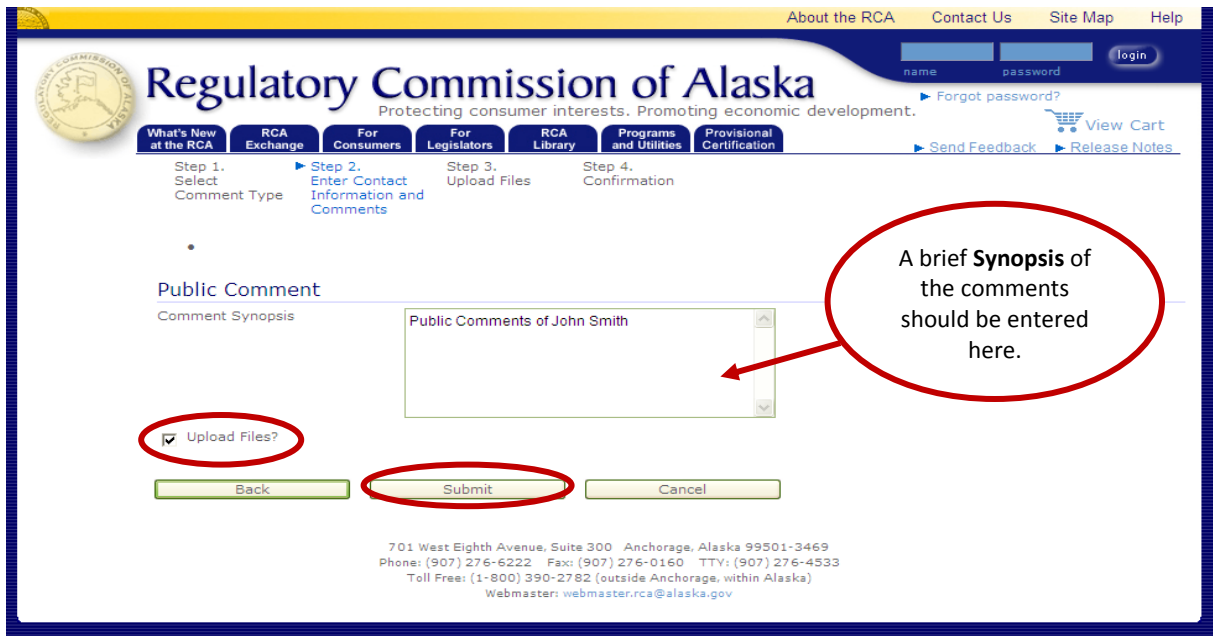 About the RCA Contact Us Site Map Help
login
name password
Regulatory Commission of Alaska
Protecting consumer interests. Promoting economic development.
Forgot password?
View Cart
Send Feedback Release Notes
What's New at the RCA
RCA Exchange
For Consumers
For Legislators
RCA Library
Programs and Utilities
Provisional Certification
Step 1.
Select
Comment Type
Step 2.
Enter Contact
Information and
Comments
Step 3.
Upload Files
Step 4.
Confirmation
•
Public Comment
Comment Synopsis
Public Comments of John Smith
A brief Synopsis of
the comments
should be entered
here.
Upload Files?
Back Submit Cancel
701 West Eighth Avenue, Suite 300 Anchorage, Alaska 99501-3469
Phone: (907) 276-6222 Fax: (907) 276-0160 TTY: (907) 276-4533
Toll Free: (1-800) 390-2782 (outside Anchorage, within Alaska)
Webmaster: webmaster.rca@alaska.gov